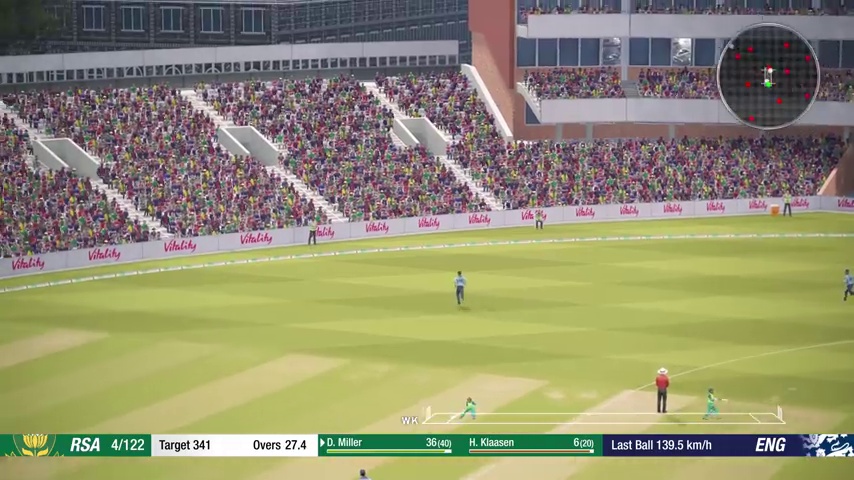 Vitality Vitality Vitality Vitality Vitality Vitality Vitality Vitality Vitality Vitality Vitality Vitality Vitality
WK
RSA 4/122 Target 341 Overs 27.4 D. Miller 36(40) H. Klaasen 6(20) Last Ball 139.5 km/h ENG